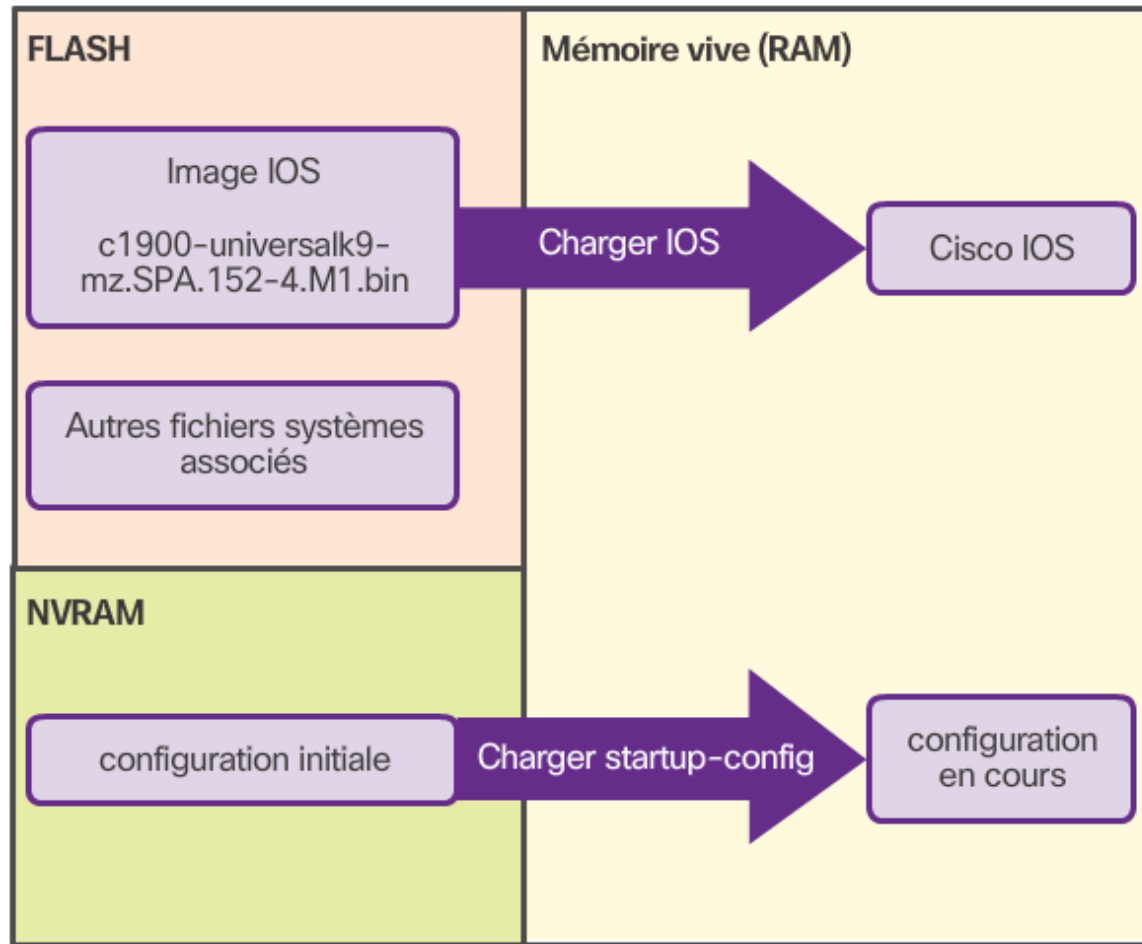 FLASH
Mémoire vive (RAM)
Image IOS
c1900-universalk9-
mz.SPA.152-4.M1.bin
Charger IOS
Cisco IOS
Autres fichiers systèmes
associés
NVRAM
configuration initiale
Charger startup-config
configuration
en cours